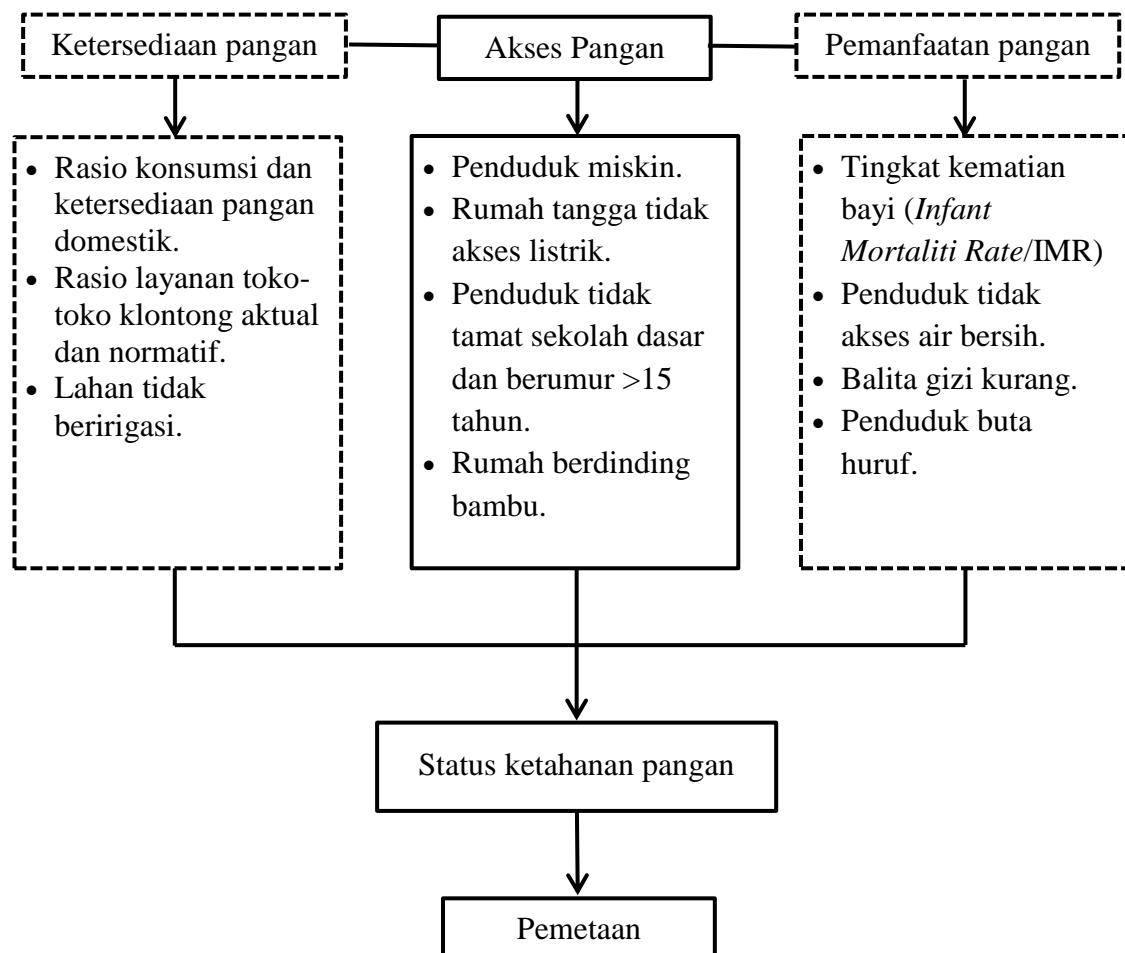 Ketersediaan pangan
Akses Pangan
Pemanfaatan pangan
• Rasio konsumsi dan
ketersediaan pangan
domestik.
• Rasio layanan toko-
toko klontong aktual
dan normatif.
• Lahan tidak
beririgasi.
• Penduduk miskin.
• Rumah tangga tidak
akses listrik.
• Penduduk tidak
tamat sekolah dasar
dan berumur >15
tahun.
• Rumah berdinding
bambu.
• Tingkat kematian
bayi (Infant
Mortaliti Rate/IMR)
• Penduduk tidak
akses air bersih.
• Balita gizi kurang.
• Penduduk buta
huruf.
Status ketahanan pangan
Pemetaan